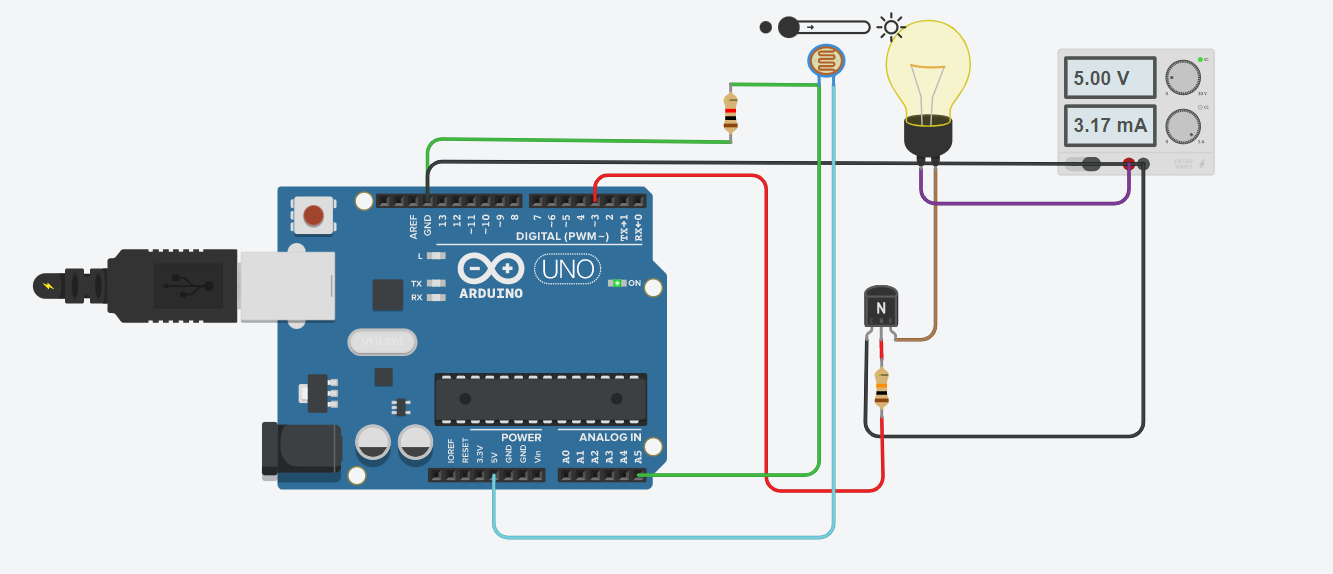 5.00 V
3.17 mA
AREF
GND
13
12
~11
~10
~9
8
7
~6
~5
4
~3
2
TX→1
RX←0
DIGITAL (PWM~)
L
TX
RX
ARDUINO
UNO
ON
N
POWER
ANALOG IN
IOREF
RESET
3.3V
5V
GND
GND
Vin
A0
A1
A2
A3
A4
A5